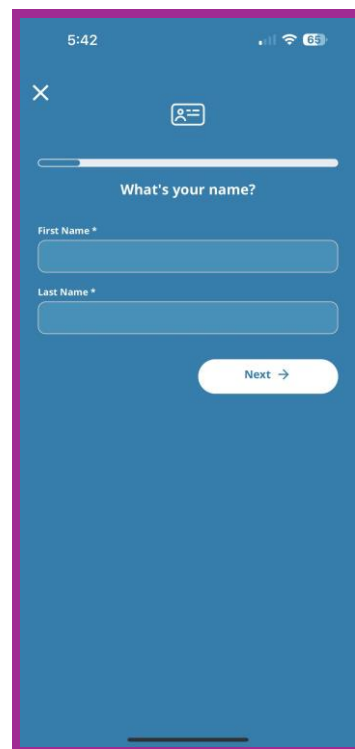 5:42
65
What's your name?
First Name *
Last Name *
Next →